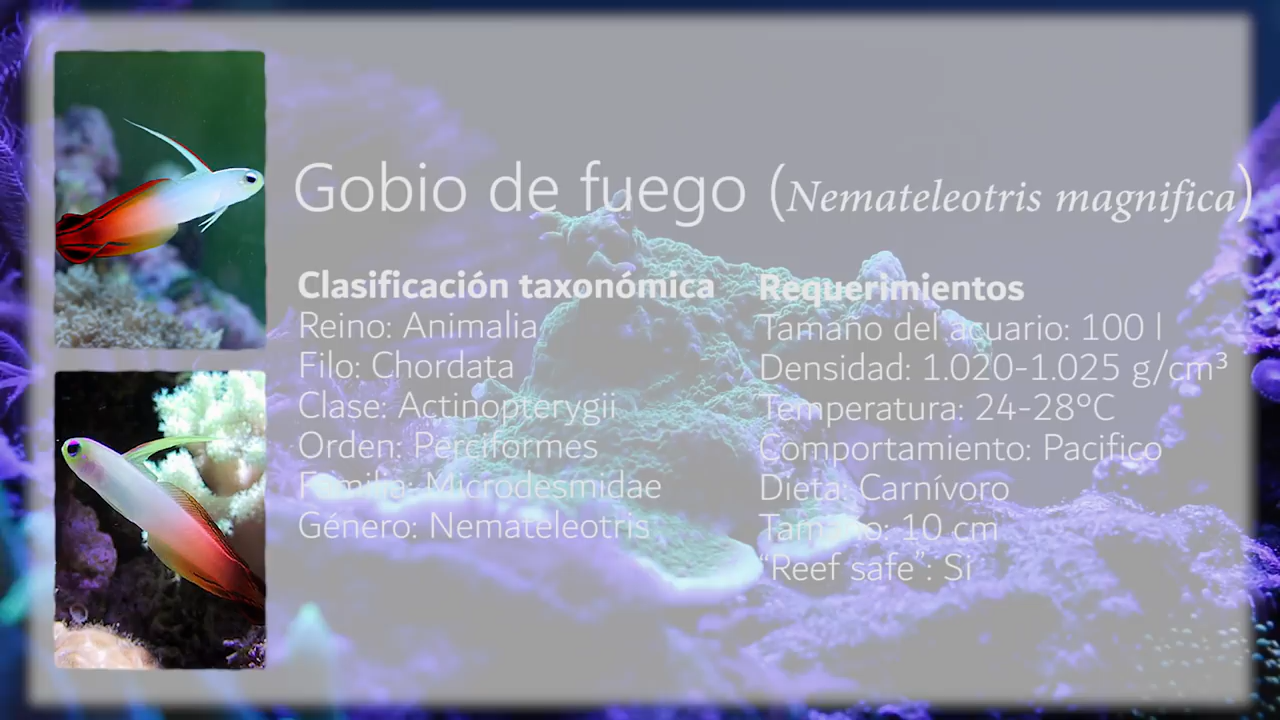 Gobio de fuego (Nemateleotris magnifica)
Clasificación taxonómica
Reino: Animalia
Filo: Chordata
Clase: Actinopterygii
Orden: Perciformes
Familia: Microdesmidae
Género: Nemateleotris
Requerimientos
Tamaño del acuario: 100 l
Densidad: 1.020-1.025 g/cm³
Temperatura: 24-28ºC
Comportamiento: Pacifico
Dieta: Carnívoro
Tamaño: 10 cm
“Reef safe”: Si